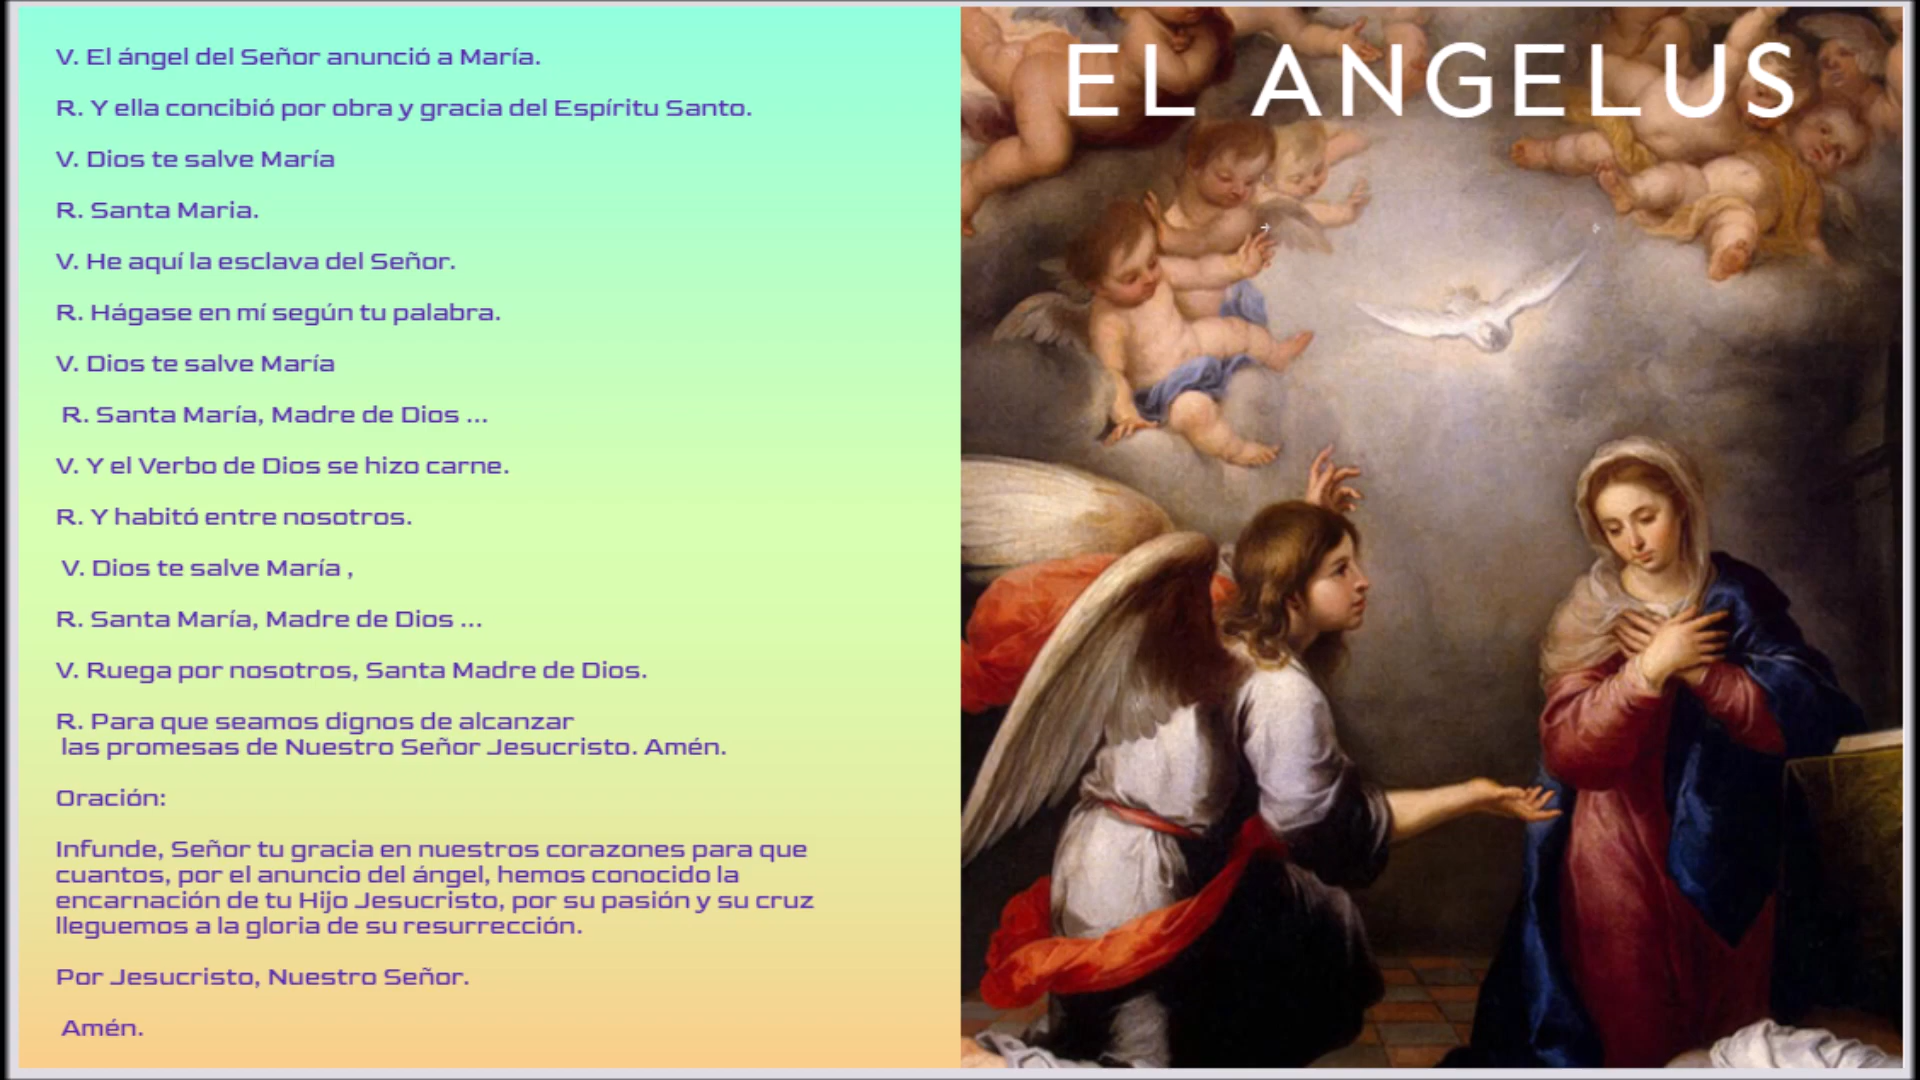 EL ANGELUS
V. El ángel del Señor anunció a María.
R. Y ella concibió por obra y gracia del Espíritu Santo.
V. Dios te salve María
R. Santa Maria.
V. He aquí la esclava del Señor.
R. Hágase en mí según tu palabra.
V. Dios te salve María
R. Santa María, Madre de Dios ...
V. Y el Verbo de Dios se hizo carne.
R. Y habitó entre nosotros.
V. Dios te salve María ,
R. Santa María, Madre de Dios ...
V. Ruega por nosotros, Santa Madre de Dios.
R. Para que seamos dignos de alcanzar
las promesas de Nuestro Señor Jesucristo. Amén.
Oración:
Infunde, Señor tu gracia en nuestros corazones para que
cuantos, por el anuncio del ángel, hemos conocido la
encarnación de tu Hijo Jesucristo, por su pasión y su cruz
lleguemos a la gloria de su resurrección.
Por Jesucristo, Nuestro Señor.
Amén.